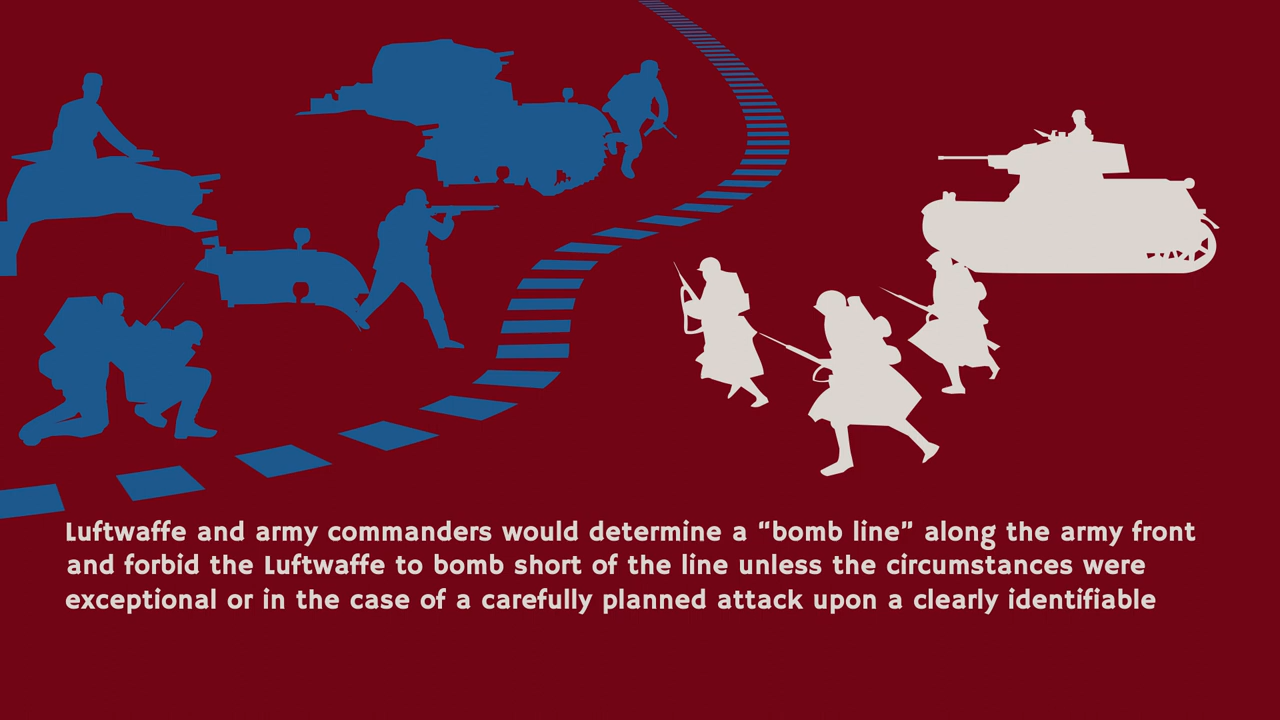 Luftwaffe and army commanders would determine a “bomb line” along the army front
and forbid the Luftwaffe to bomb short of the line unless the circumstances were
exceptional or in the case of a carefully planned attack upon a clearly identifiable